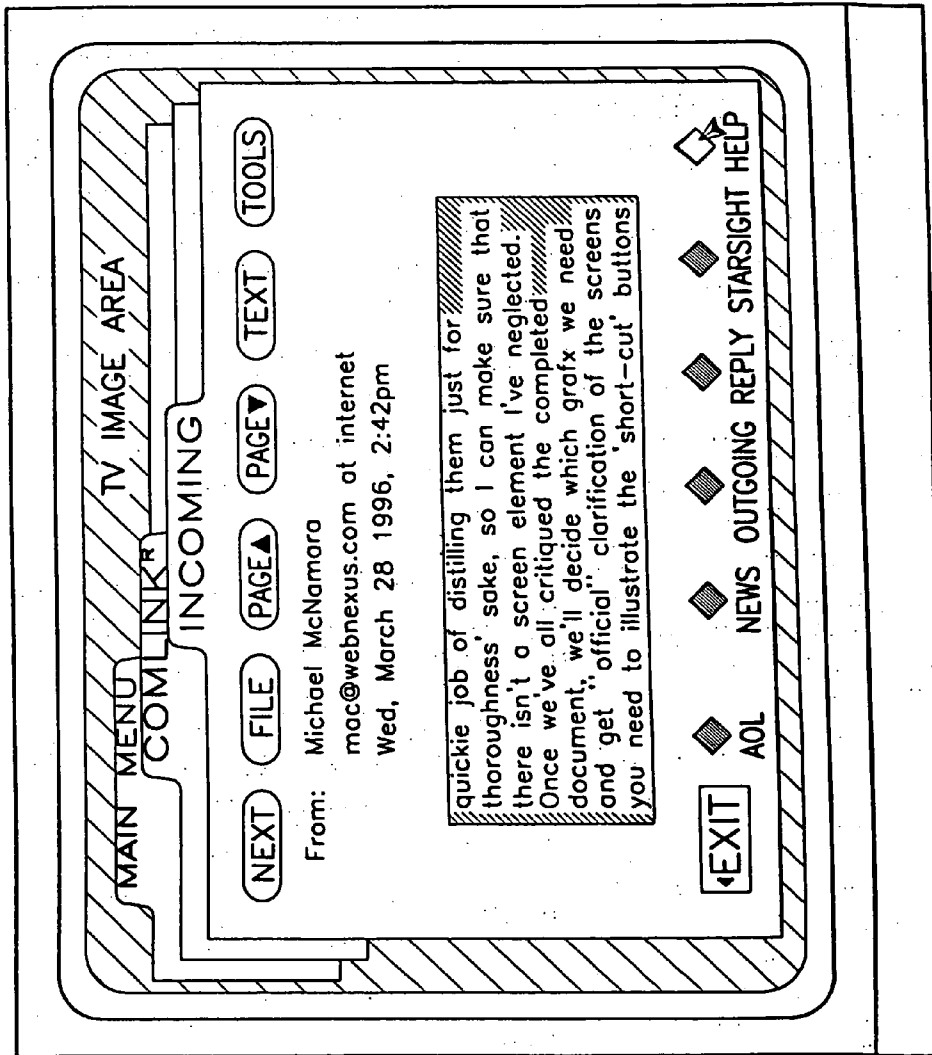 TV IMAGE AREA
MAIN MENU
COMLINKᴿ
INCOMING
NEXT FILE PAGE▲ PAGE▼ TEXT TOOLS
From: Michael McNamara
mac@webnexus.com at internet
Wed, March 28 1996, 2:42pm
quickie job of distilling them just for
thoroughness' sake, so I can make sure that
there isn't a screen element I've neglected.
Once we've all critiqued the completed
document, we'll decide which grafx we need
and get "official" clarification of the screens
you need to illustrate the 'short-cut' buttons
◂EXIT
AOL NEWS OUTGOING REPLY STARSIGHT HELP